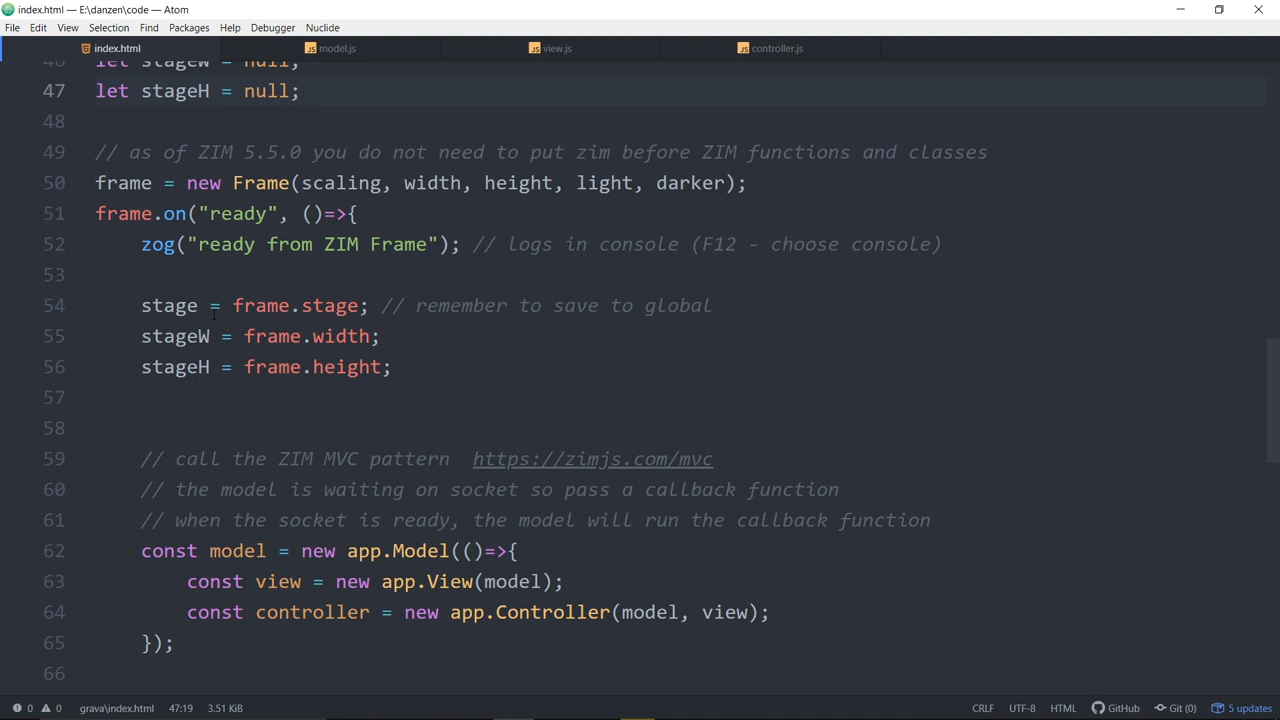 index.html — E:\danzen\code — Atom
File Edit View Selection Find Packages Help Debugger Nuclide
index.html model.js view.js controller.js
46 let stageW = null;
47 let stageH = null;
48
49 // as of ZIM 5.5.0 you do not need to put zim before ZIM functions and classes
50 frame = new Frame(scaling, width, height, light, darker);
51 frame.on("ready", ()=>{
52 zog("ready from ZIM Frame"); // logs in console (F12 - choose console)
53
54 stage = frame.stage; // remember to save to global
55 stageW = frame.width;
56 stageH = frame.height;
57
58
59 // call the ZIM MVC pattern https://zimjs.com/mvc
60 // the model is waiting on socket so pass a callback function
61 // when the socket is ready, the model will run the callback function
62 const model = new app.Model(()=>{
63 const view = new app.View(model);
64 const controller = new app.Controller(model, view);
65 });
66
0 0 grava\index.html 47:19 3.51 KiB CRLF UTF-8 HTML GitHub Git (0) 5 updates